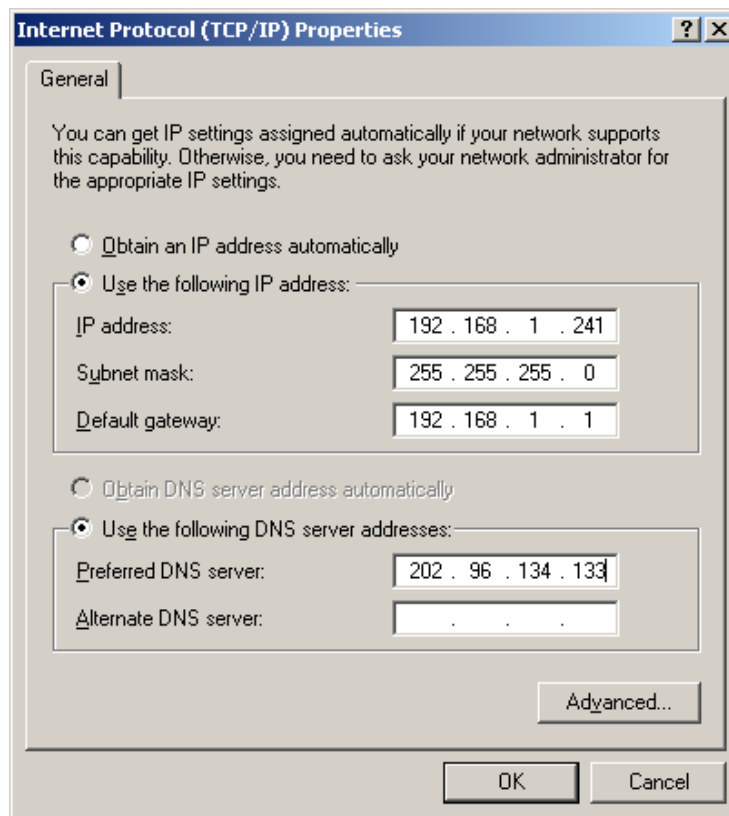 Internet Protocol (TCP/IP) Properties
General
You can get IP settings assigned automatically if your network supports
this capability. Otherwise, you need to ask your network administrator for
the appropriate IP settings.
Obtain an IP address automatically
Use the following IP address:
IP address: 192 . 168 . 1 . 241
Subnet mask: 255 . 255 . 255 . 0
Default gateway: 192 . 168 . 1 . 1
Obtain DNS server address automatically
Use the following DNS server addresses:
Preferred DNS server: 202 . 96 . 134 . 133
Alternate DNS server: . . .
Advanced...
OK Cancel